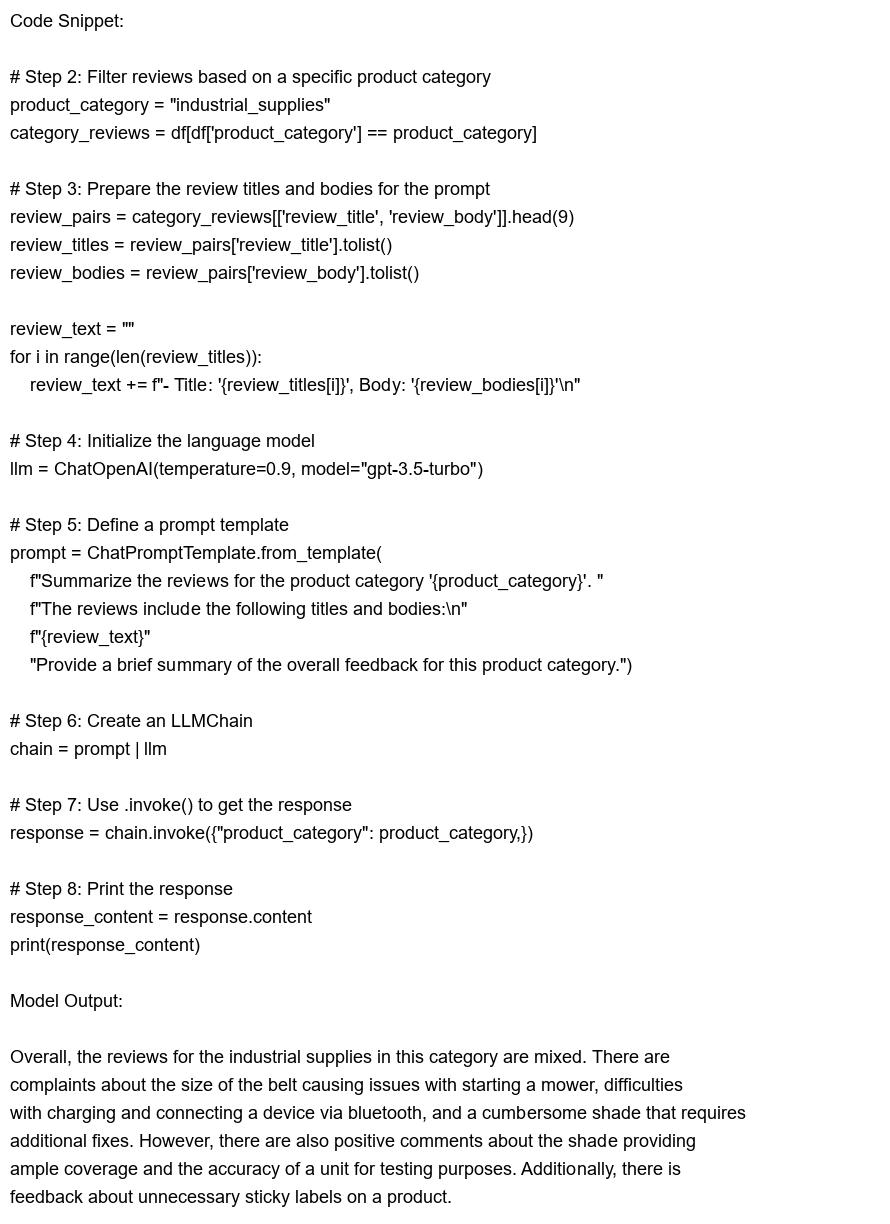 Code Snippet:
# Step 2: Filter reviews based on a specific product category
product_category = "industrial_supplies"
category_reviews = df[df['product_category'] == product_category]
# Step 3: Prepare the review titles and bodies for the prompt
review_pairs = category_reviews[['review_title', 'review_body']].head(9)
review_titles = review_pairs['review_title'].tolist()
review_bodies = review_pairs['review_body'].tolist()
review_text = ""
for i in range(len(review_titles)):
    review_text += f"- Title: '{review_titles[i]}', Body: '{review_bodies[i]}'\n"
# Step 4: Initialize the language model
llm = ChatOpenAI(temperature=0.9, model="gpt-3.5-turbo")
# Step 5: Define a prompt template
prompt = ChatPromptTemplate.from_template(
    f"Summarize the reviews for the product category '{product_category}'. "
    f"The reviews include the following titles and bodies:\n"
    f"{review_text}"
    "Provide a brief summary of the overall feedback for this product category.")
# Step 6: Create an LLMChain
chain = prompt | llm
# Step 7: Use .invoke() to get the response
response = chain.invoke({"product_category": product_category,})
# Step 8: Print the response
response_content = response.content
print(response_content)
Model Output:
Overall, the reviews for the industrial supplies in this category are mixed. There are
complaints about the size of the belt causing issues with starting a mower, difficulties
with charging and connecting a device via bluetooth, and a cumbersome shade that requires
additional fixes. However, there are also positive comments about the shade providing
ample coverage and the accuracy of a unit for testing purposes. Additionally, there is
feedback about unnecessary sticky labels on a product.